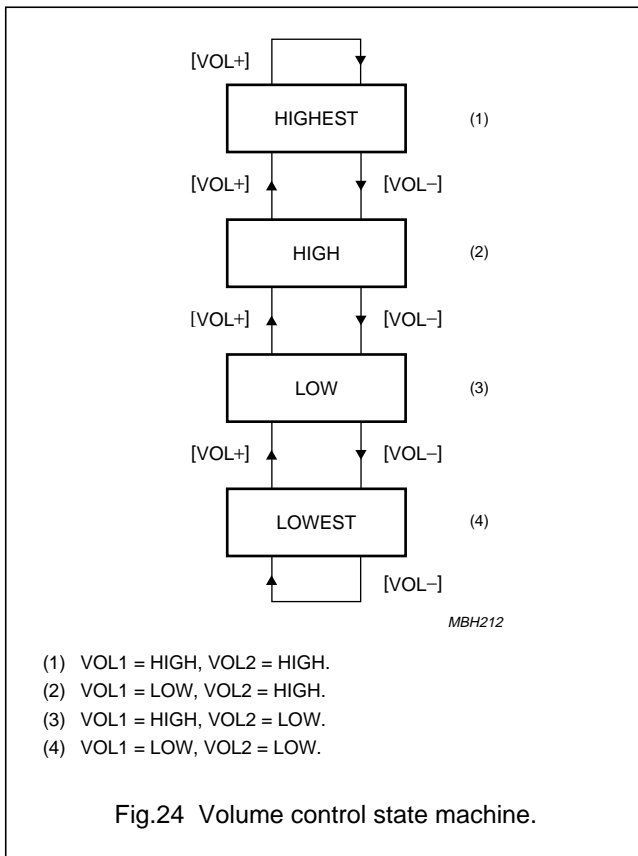 [VOL+]
HIGHEST (1)
[VOL+] [VOL−]
HIGH (2)
[VOL+] [VOL−]
LOW (3)
[VOL+] [VOL−]
LOWEST (4)
[VOL−]
MBH212
(1) VOL1 = HIGH, VOL2 = HIGH.
(2) VOL1 = LOW, VOL2 = HIGH.
(3) VOL1 = HIGH, VOL2 = LOW.
(4) VOL1 = LOW, VOL2 = LOW.
Fig.24 Volume control state machine.